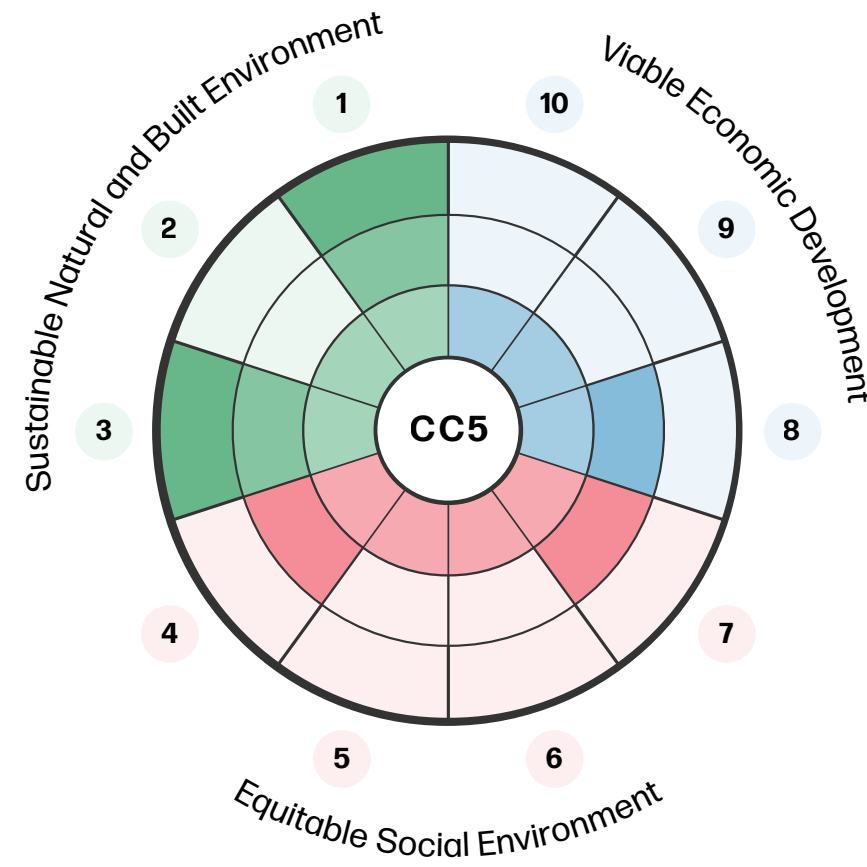 Sustainable Natural and Built Environment
Viable Economic Development
1
10
2
9
3
CC5
8
4
7
5
6
Equitable Social Environment